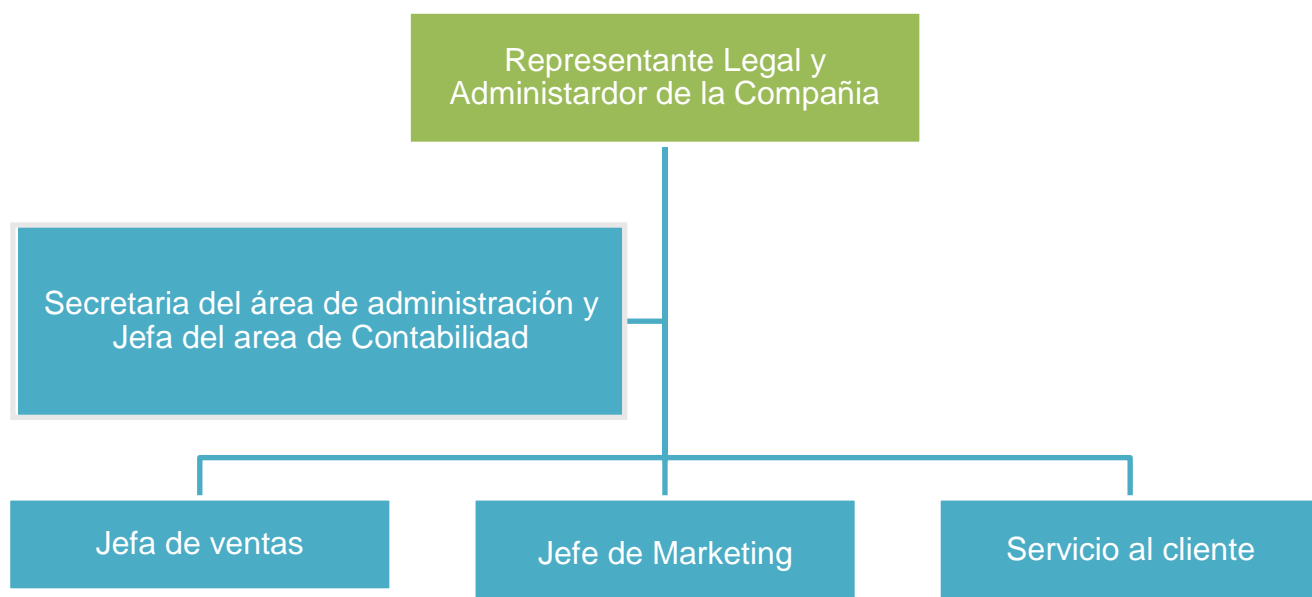 Representante Legal y
Administardor de la Compañia
Secretaria del área de administración y
Jefa del area de Contabilidad
Jefa de ventas
Jefe de Marketing
Servicio al cliente